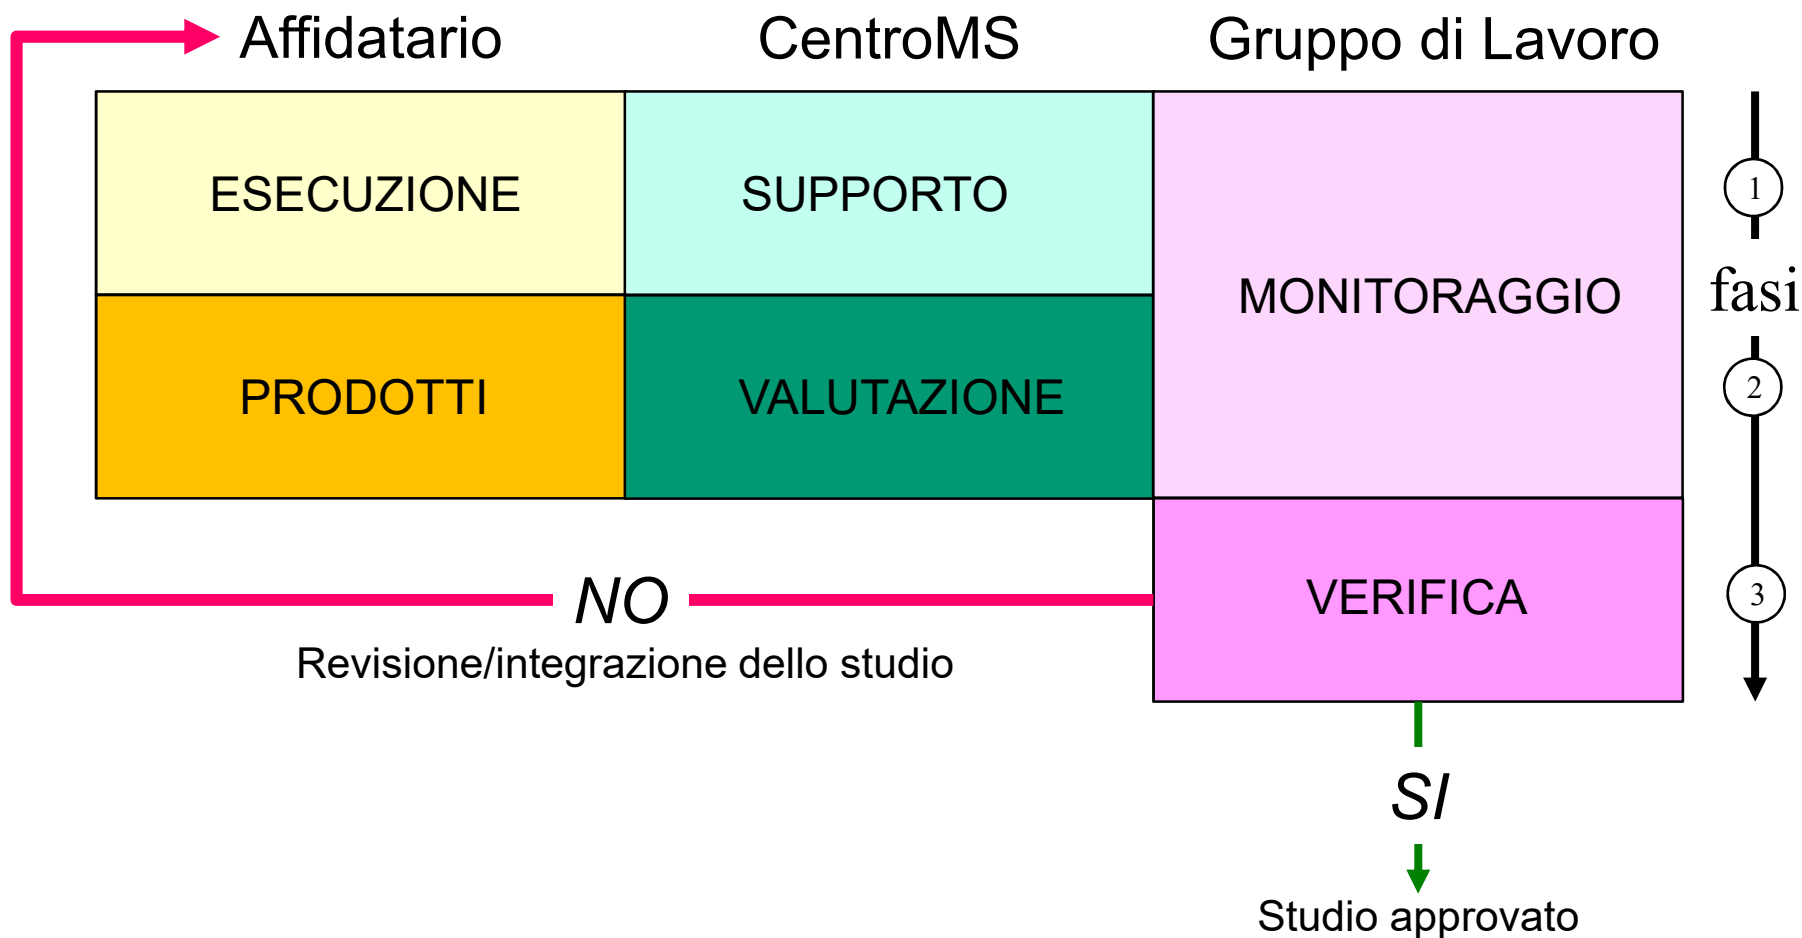 Affidatario
CentroMS
Gruppo di Lavoro
ESECUZIONE
SUPPORTO
1
MONITORAGGIO
fasi
PRODOTTI
VALUTAZIONE
2
NO
VERIFICA
3
Revisione/integrazione dello studio
SI
Studio approvato